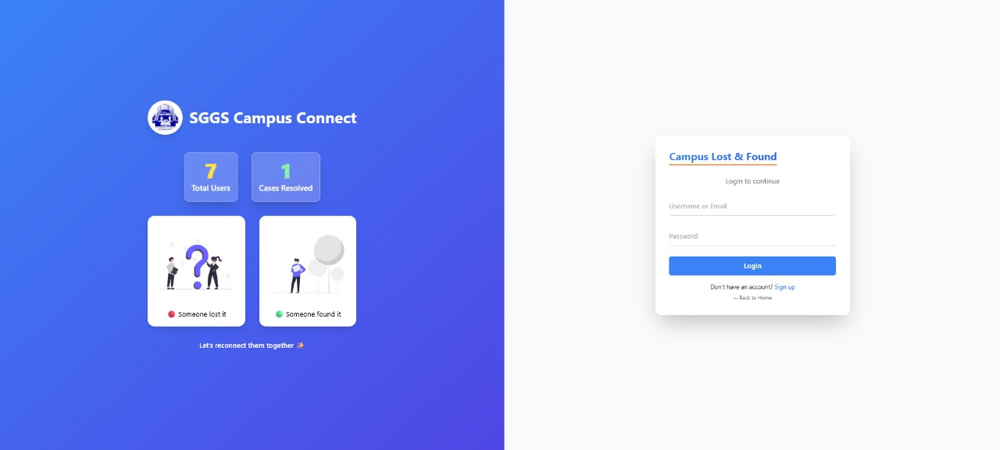 SGGS Campus Connect
7
Total Users
1
Cases Resolved
Someone lost it
Someone found it
Let's reconnect them together ✨
Campus Lost & Found
Login to continue
Username or Email
Password
Login
Don't have an account? Sign up
← Back to Home